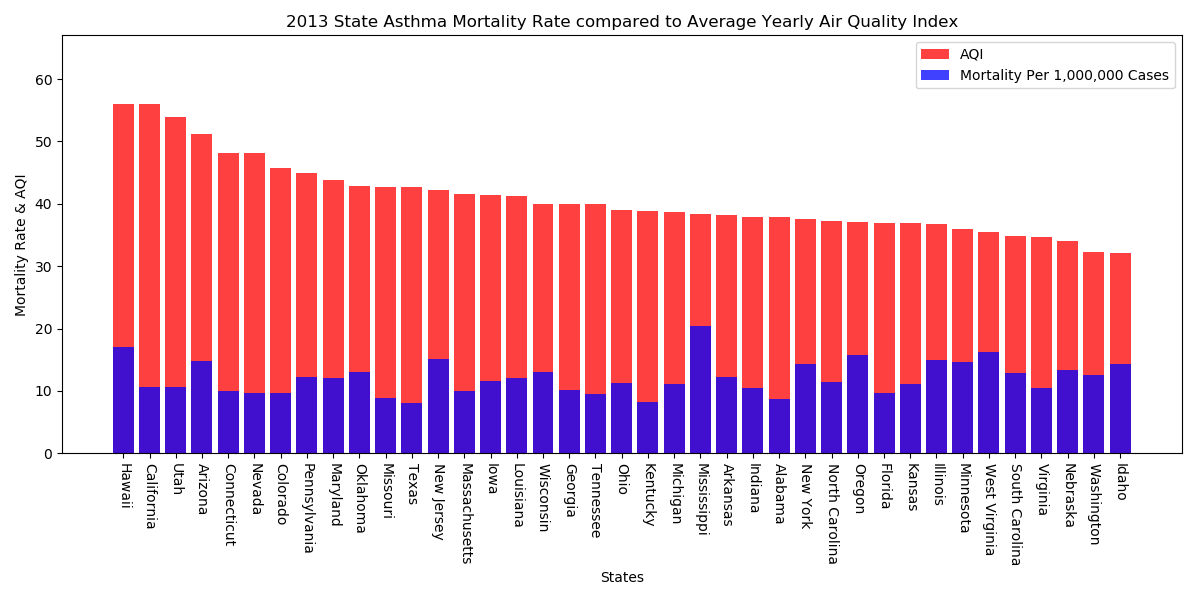 2013 State Asthma Mortality Rate compared to Average Yearly Air Quality Index
AQI
Mortality Per 1,000,000 Cases
Mortality Rate & AQI
60
50
40
30
20
10
0
Hawaii
California
Utah
Arizona
Connecticut
Nevada
Colorado
Pennsylvania
Maryland
Oklahoma
Missouri
Texas
New Jersey
Massachusetts
Iowa
Louisiana
Wisconsin
Georgia
Tennessee
Ohio
Kentucky
Michigan
Mississippi
Arkansas
Indiana
Alabama
New York
North Carolina
Oregon
Florida
Kansas
Illinois
Minnesota
West Virginia
South Carolina
Virginia
Nebraska
Washington
Idaho
States